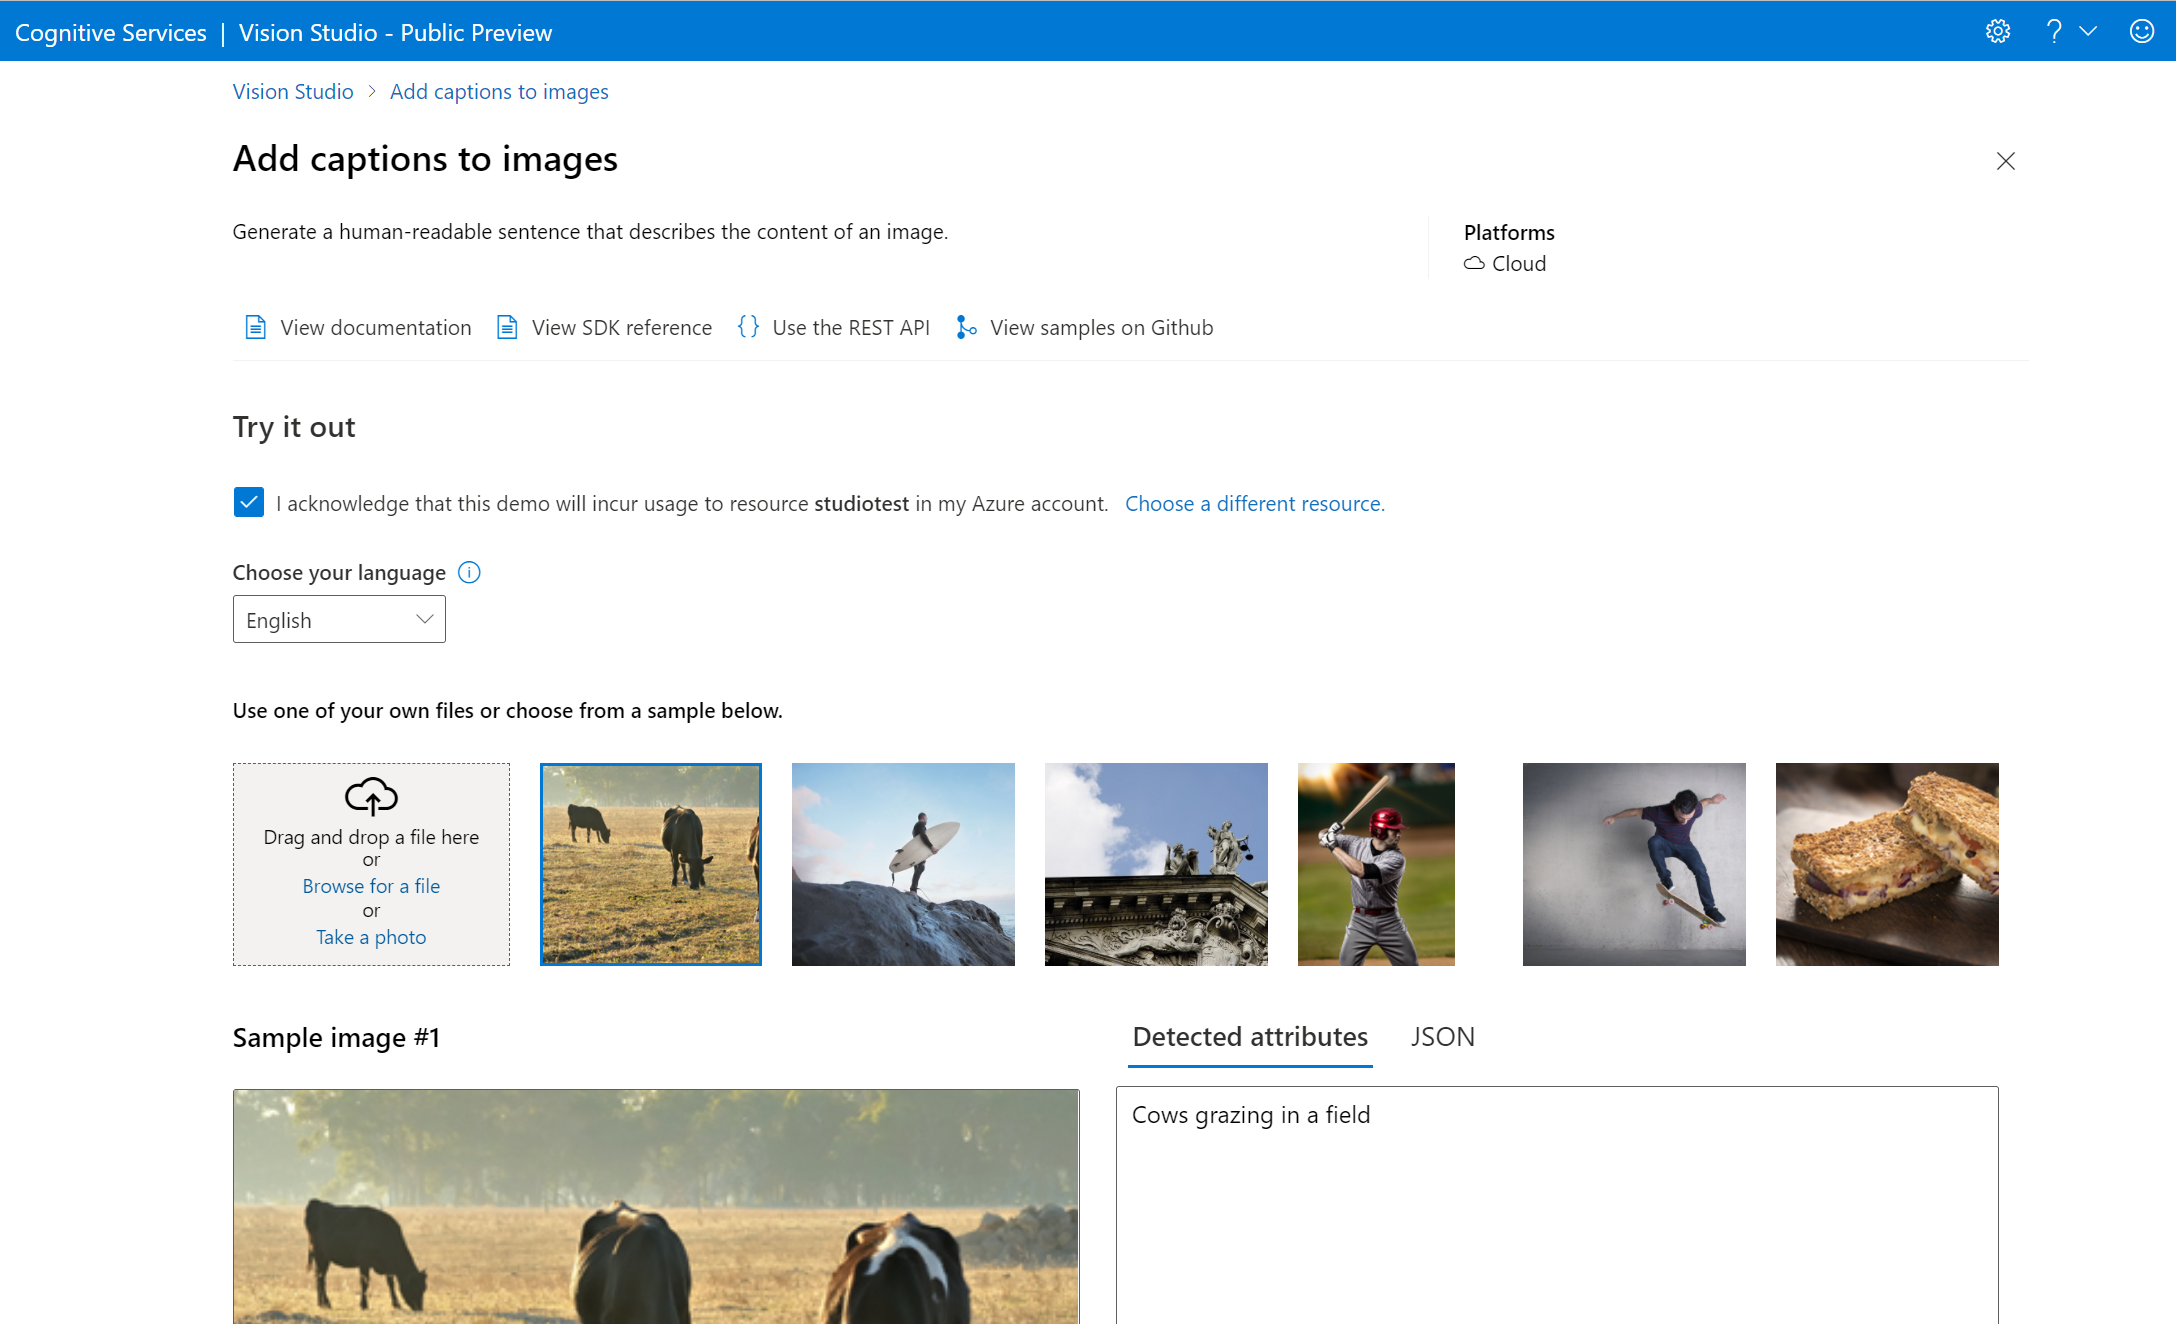 Cognitive Services | Vision Studio - Public Preview
Vision Studio > Add captions to images
Add captions to images
Generate a human-readable sentence that describes the content of an image.
Platforms
Cloud
View documentation View SDK reference {} Use the REST API View samples on Github
Try it out
I acknowledge that this demo will incur usage to resource studiotest in my Azure account. Choose a different resource.
Choose your language
English
Use one of your own files or choose from a sample below.
Drag and drop a file here
or
Browse for a file
or
Take a photo
Sample image #1
Detected attributes JSON
Cows grazing in a field